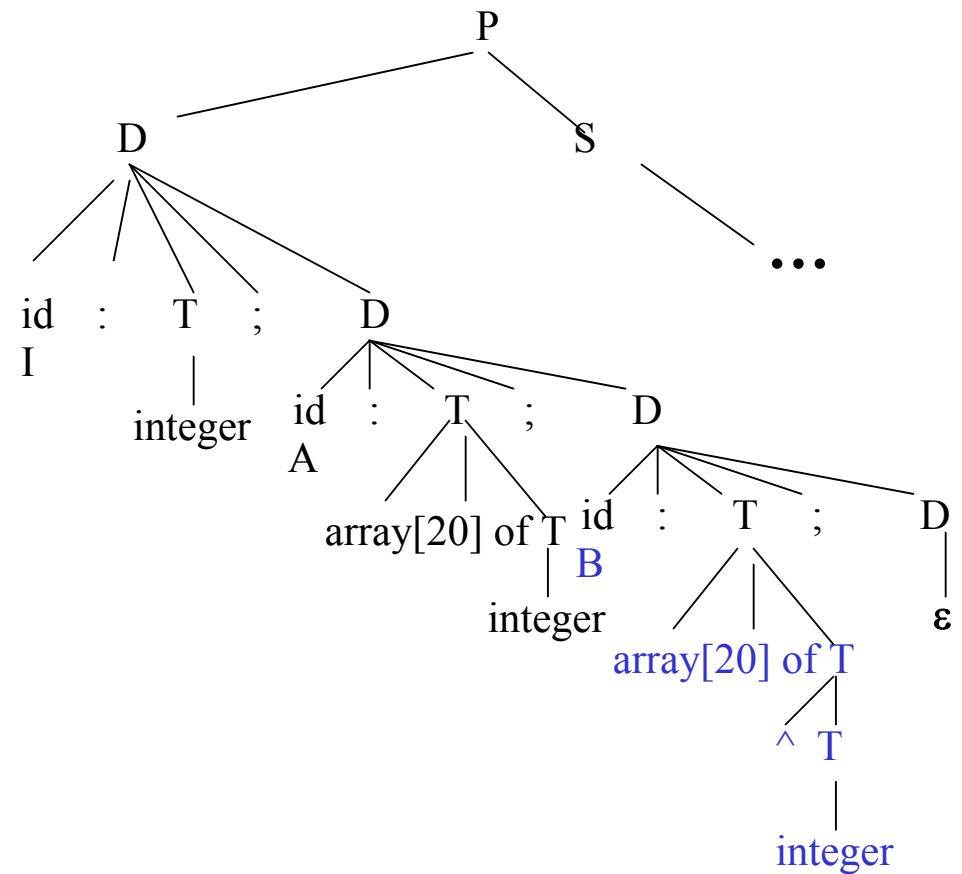 P
D S
...
id : T ; D
I
integer id : T ; D
A
array[20] of T id : T ; D
B
integer ε
array[20] of T
^ T
integer